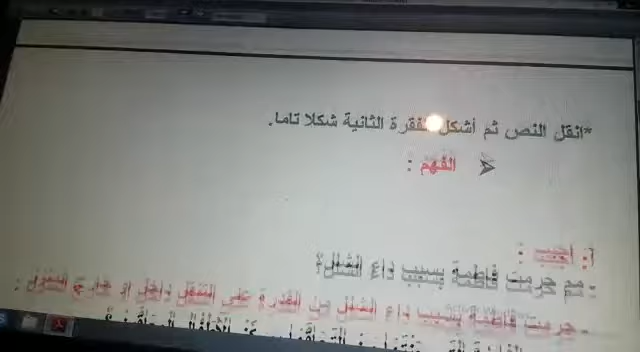 *انقل النص ثم أشكل الفقرة الثانية شكلا تاما.
الفهم :
أ. أجيب :
- مم حرمت فاطمة بسبب داء الشلل؟
- حرمت فاطمة بسبب داء الشلل من القدرة على التنقل داخل أو خارج المنزل :